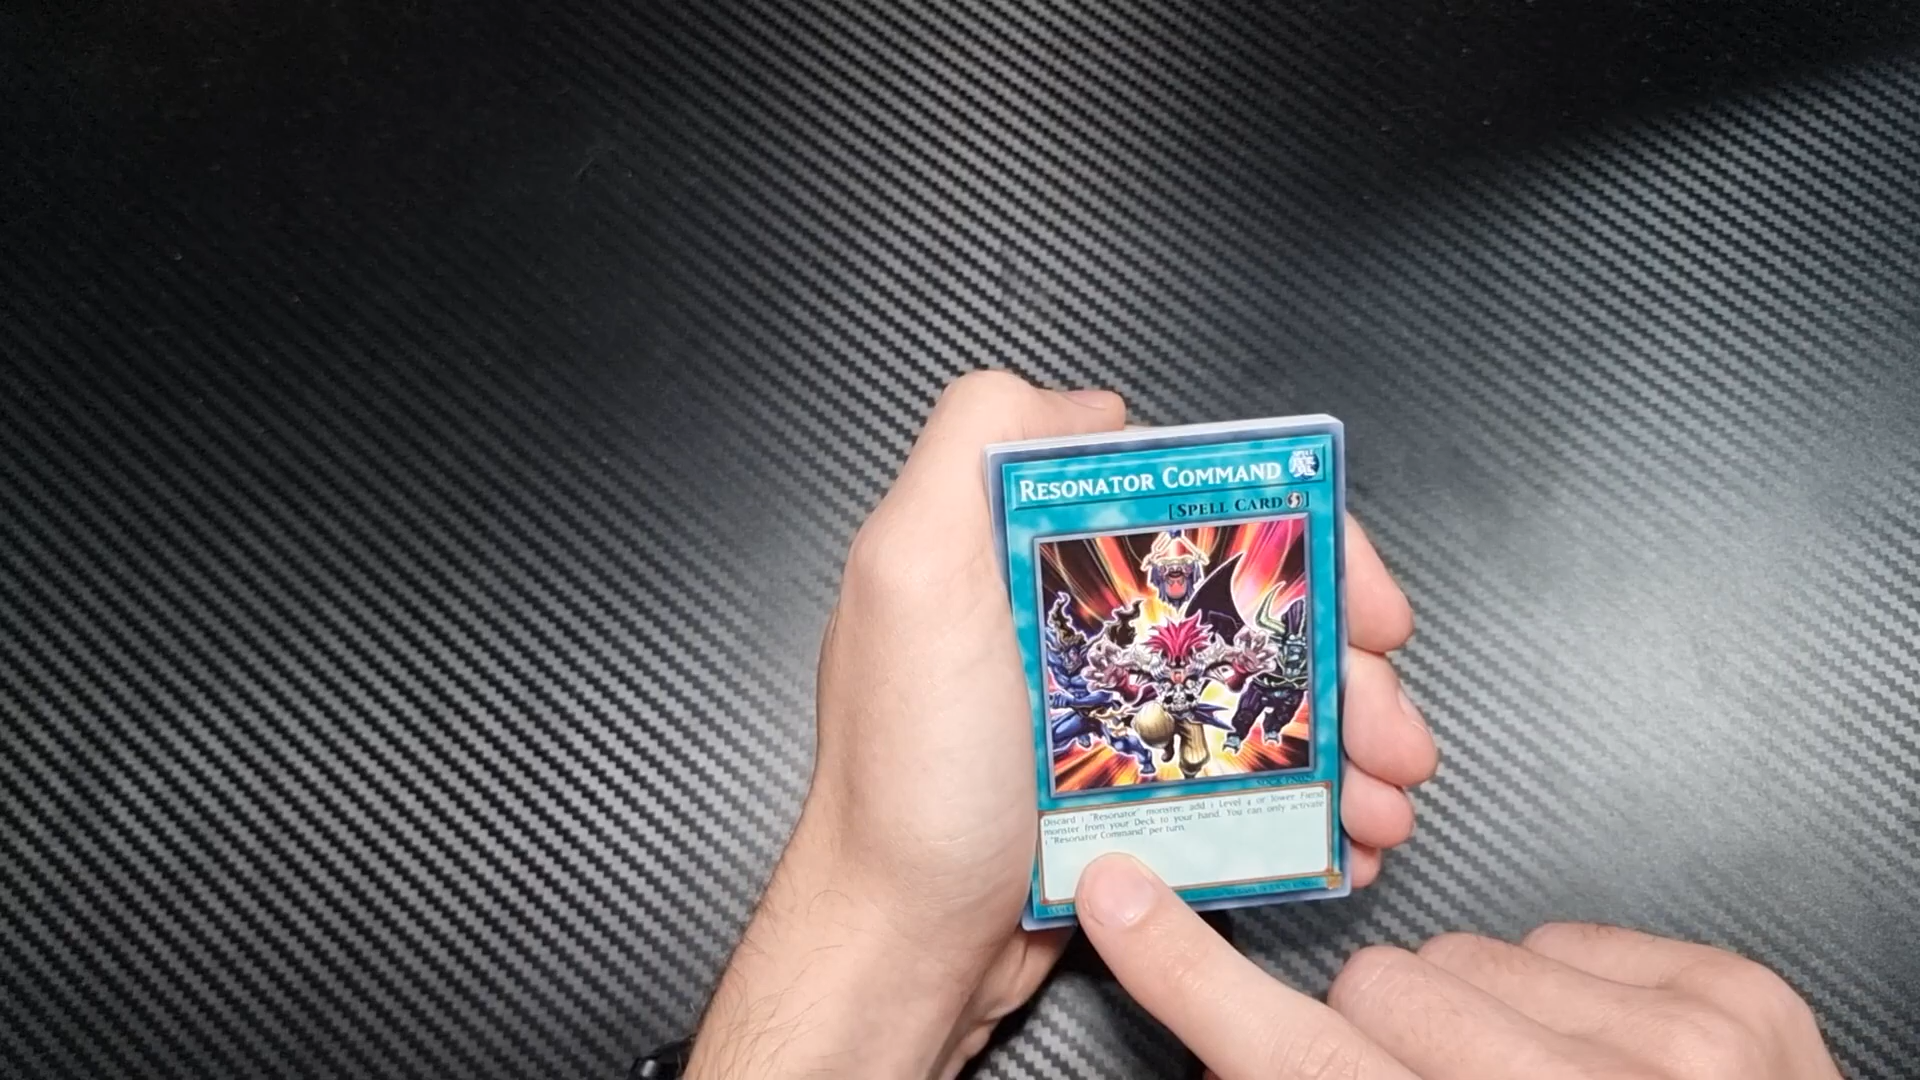 RESONATOR COMMAND
[SPELL CARD]
Discard 1 "Resonator" monster; add 1 Level 4 or lower Fiend
monster from your Deck to your hand. You can only activate
1 "Resonator Command" per turn.